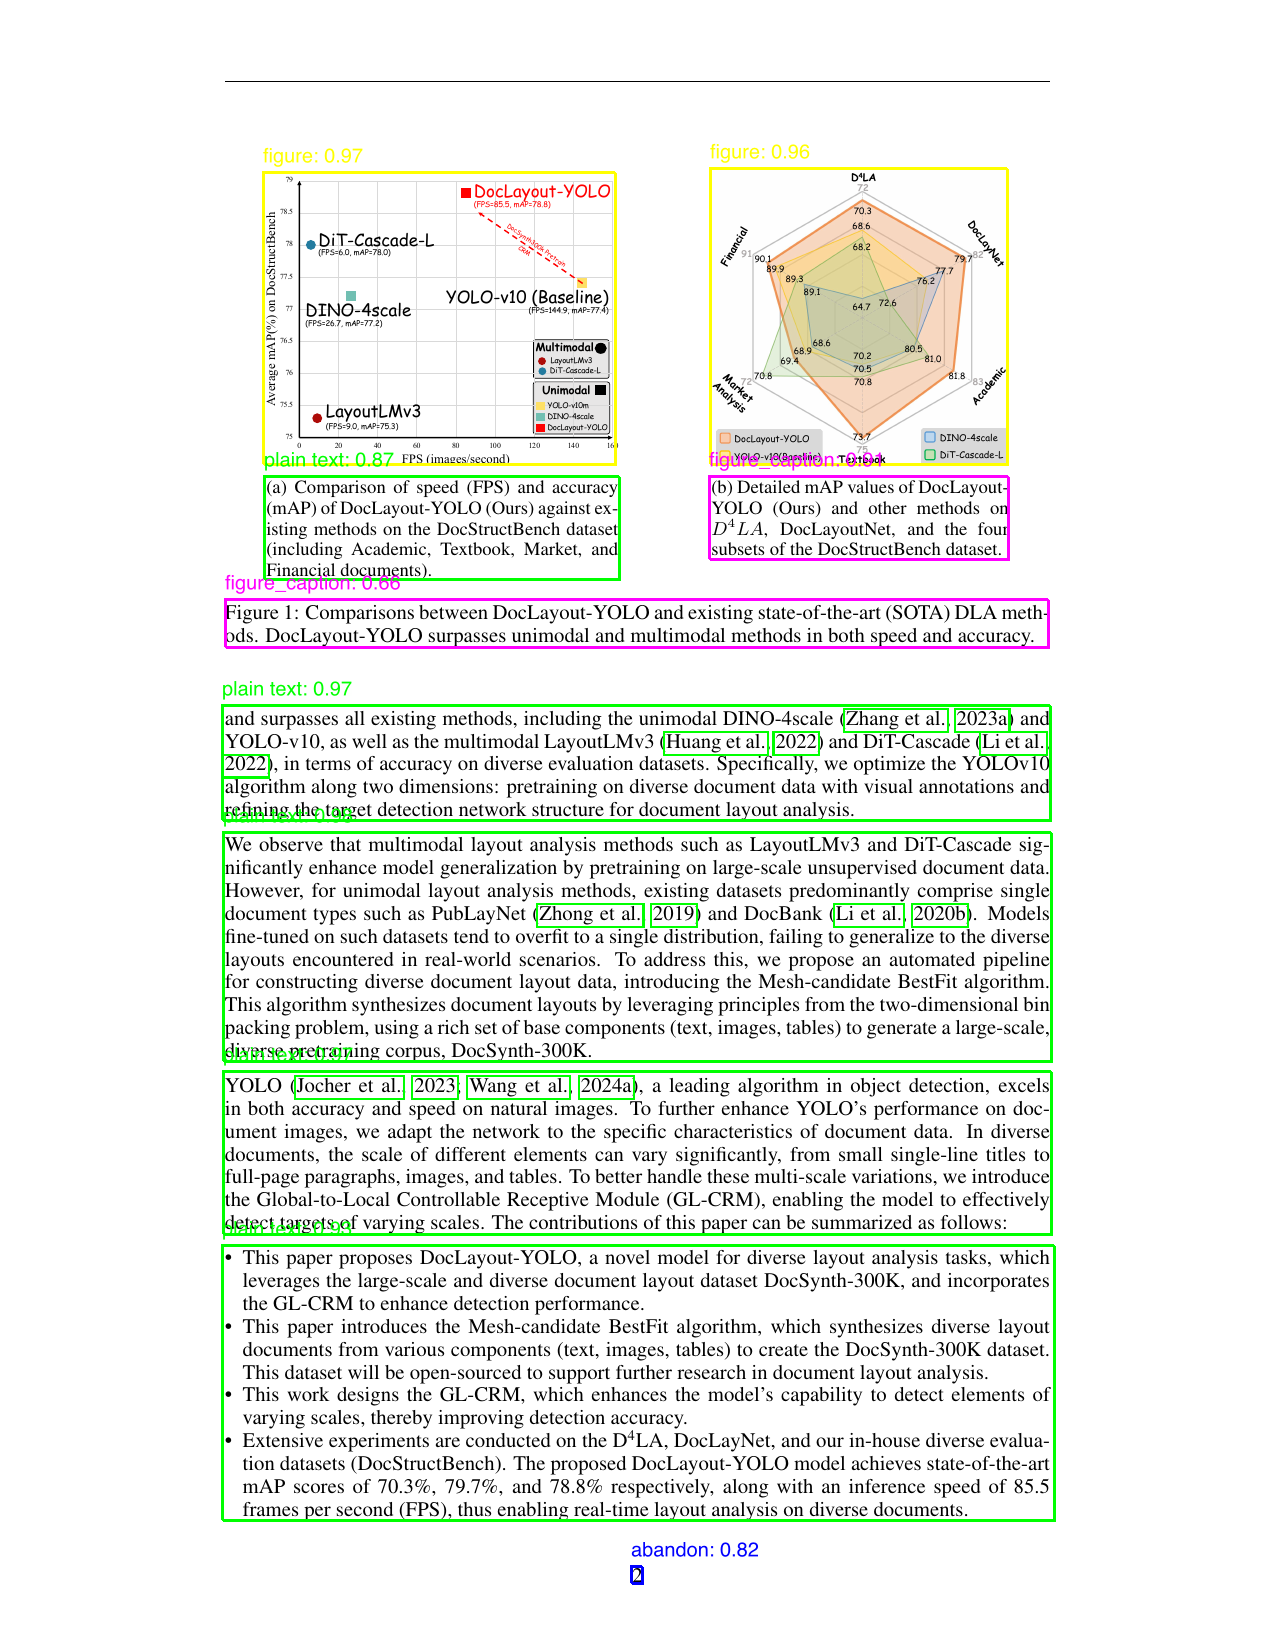 figure: 0.97
79
78.5
78
77.5
77
76.5
76
75.5
75
Average mAP(%) on DocStructBench
DocLayout-YOLO
(FPS=85.5, mAP=78.8)
DocSynth300k Pretrain
CRM
DiT-Cascade-L
(FPS=6.0, mAP=78.0)
DINO-4scale
(FPS=26.7, mAP=77.2)
YOLO-v10 (Baseline)
(FPS=144.9, mAP=77.4)
Multimodal
LayoutLMv3
DiT-Cascade-L
Unimodal
YOLO-v10m
DINO-4scale
DocLayout-YOLO
LayoutLMv3
(FPS=9.0, mAP=75.3)
0 20 40 60 80 100 120 140 16
FPS (images/second)
plain text: 0.87
(a) Comparison of speed (FPS) and accuracy
(mAP) of DocLayout-YOLO (Ours) against ex-
isting methods on the DocStructBench dataset
(including Academic, Textbook, Market, and
Financial documents).
figure: 0.96
D⁴LA
72
70.3
68.6
68.2
Financial
91
90.1
89.9
89.3
89.1
DocLayNet
82
79.7
77.7
76.2
72.6
64.7
68.6
68.9
69.4
70.8
72
Market
Analysis
70.2
70.5
70.8
80.5
81.0
81.8
83
Academic
73.7
75
Textbook
DocLayout-YOLO
YOLO-v10(Baseline)
DINO-4scale
DiT-Cascade-L
figure_caption: 0.91
(b) Detailed mAP values of DocLayout-
YOLO (Ours) and other methods on
D⁴LA, DocLayoutNet, and the four
subsets of the DocStructBench dataset.
figure_caption: 0.66
Figure 1: Comparisons between DocLayout-YOLO and existing state-of-the-art (SOTA) DLA meth-
ods. DocLayout-YOLO surpasses unimodal and multimodal methods in both speed and accuracy.
plain text: 0.97
and surpasses all existing methods, including the unimodal DINO-4scale (Zhang et al., 2023a) and
YOLO-v10, as well as the multimodal LayoutLMv3 (Huang et al., 2022) and DiT-Cascade (Li et al.,
2022), in terms of accuracy on diverse evaluation datasets. Specifically, we optimize the YOLOv10
algorithm along two dimensions: pretraining on diverse document data with visual annotations and
refining the target detection network structure for document layout analysis.
plain text: 0.98
We observe that multimodal layout analysis methods such as LayoutLMv3 and DiT-Cascade sig-
nificantly enhance model generalization by pretraining on large-scale unsupervised document data.
However, for unimodal layout analysis methods, existing datasets predominantly comprise single
document types such as PubLayNet (Zhong et al., 2019) and DocBank (Li et al., 2020b). Models
fine-tuned on such datasets tend to overfit to a single distribution, failing to generalize to the diverse
layouts encountered in real-world scenarios. To address this, we propose an automated pipeline
for constructing diverse document layout data, introducing the Mesh-candidate BestFit algorithm.
This algorithm synthesizes document layouts by leveraging principles from the two-dimensional bin
packing problem, using a rich set of base components (text, images, tables) to generate a large-scale,
diverse pretraining corpus, DocSynth-300K.
plain text: 0.97
YOLO (Jocher et al., 2023; Wang et al., 2024a), a leading algorithm in object detection, excels
in both accuracy and speed on natural images. To further enhance YOLO's performance on doc-
ument images, we adapt the network to the specific characteristics of document data. In diverse
documents, the scale of different elements can vary significantly, from small single-line titles to
full-page paragraphs, images, and tables. To better handle these multi-scale variations, we introduce
the Global-to-Local Controllable Receptive Module (GL-CRM), enabling the model to effectively
detect targets of varying scales. The contributions of this paper can be summarized as follows:
plain text: 0.93
• This paper proposes DocLayout-YOLO, a novel model for diverse layout analysis tasks, which
leverages the large-scale and diverse document layout dataset DocSynth-300K, and incorporates
the GL-CRM to enhance detection performance.
• This paper introduces the Mesh-candidate BestFit algorithm, which synthesizes diverse layout
documents from various components (text, images, tables) to create the DocSynth-300K dataset.
This dataset will be open-sourced to support further research in document layout analysis.
• This work designs the GL-CRM, which enhances the model's capability to detect elements of
varying scales, thereby improving detection accuracy.
• Extensive experiments are conducted on the D⁴LA, DocLayNet, and our in-house diverse evalua-
tion datasets (DocStructBench). The proposed DocLayout-YOLO model achieves state-of-the-art
mAP scores of 70.3%, 79.7%, and 78.8% respectively, along with an inference speed of 85.5
frames per second (FPS), thus enabling real-time layout analysis on diverse documents.
abandon: 0.82
2